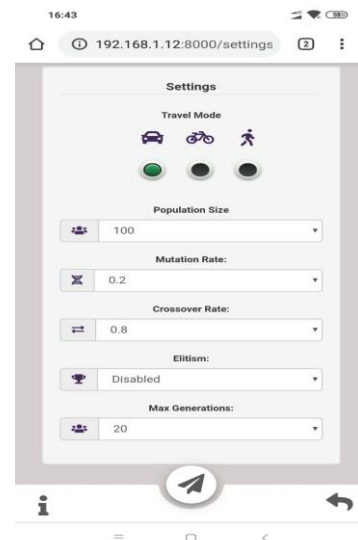 16:43
192.168.1.12:8000/settings
2
Settings
Travel Mode
Population Size
100
Mutation Rate:
0.2
Crossover Rate:
0.8
Elitism:
Disabled
Max Generations:
20